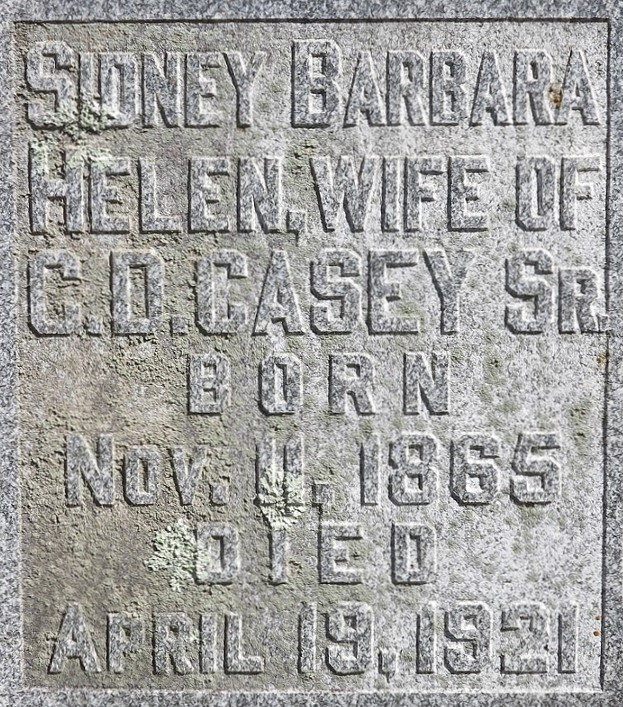 SIDNEY BARBARA
HELEN, WIFE OF
C. D. CASEY SR.
BORN
NOV. 11, 1865
DIED
APRIL 19, 1921